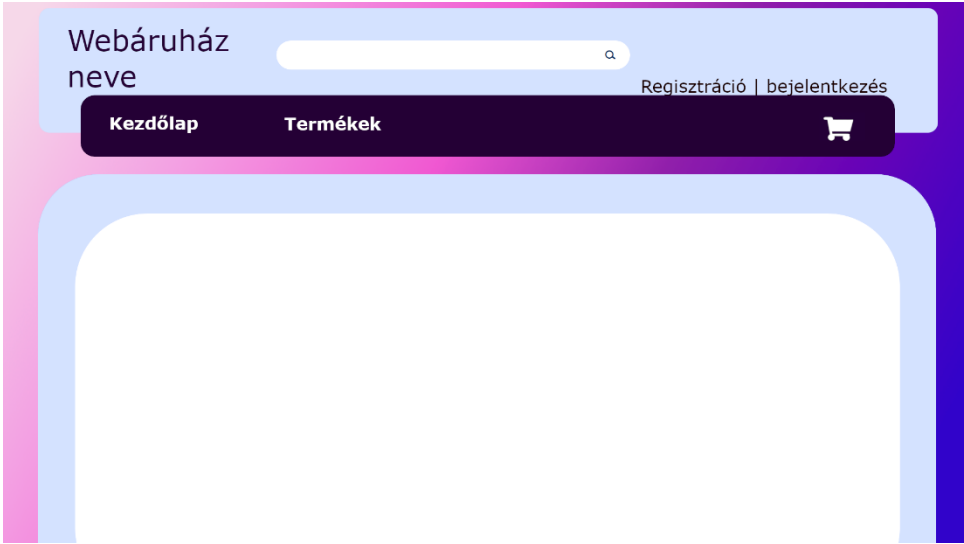 Webáruház
neve
Regisztráció | bejelentkezés
Kezdőlap
Termékek